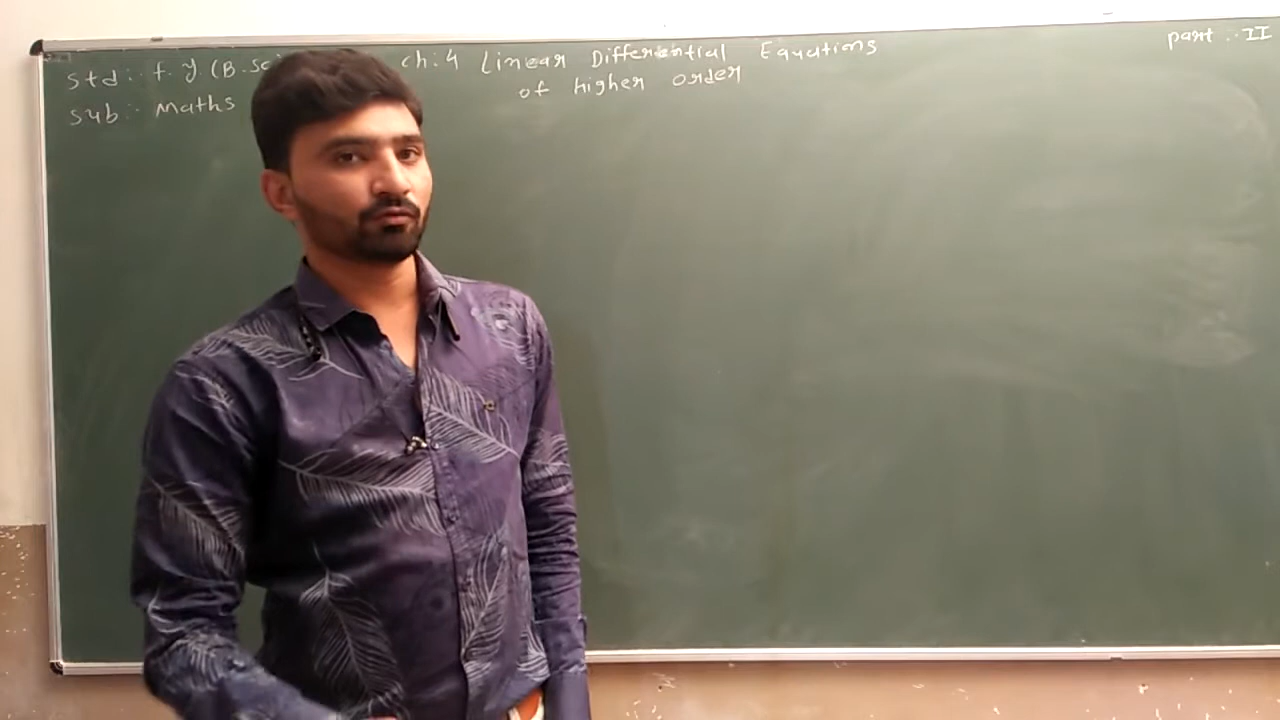 std :- f. y. (B. Sc
sub :- Maths
ch: 4 Linear Differential Equations
of higher order
part :- II